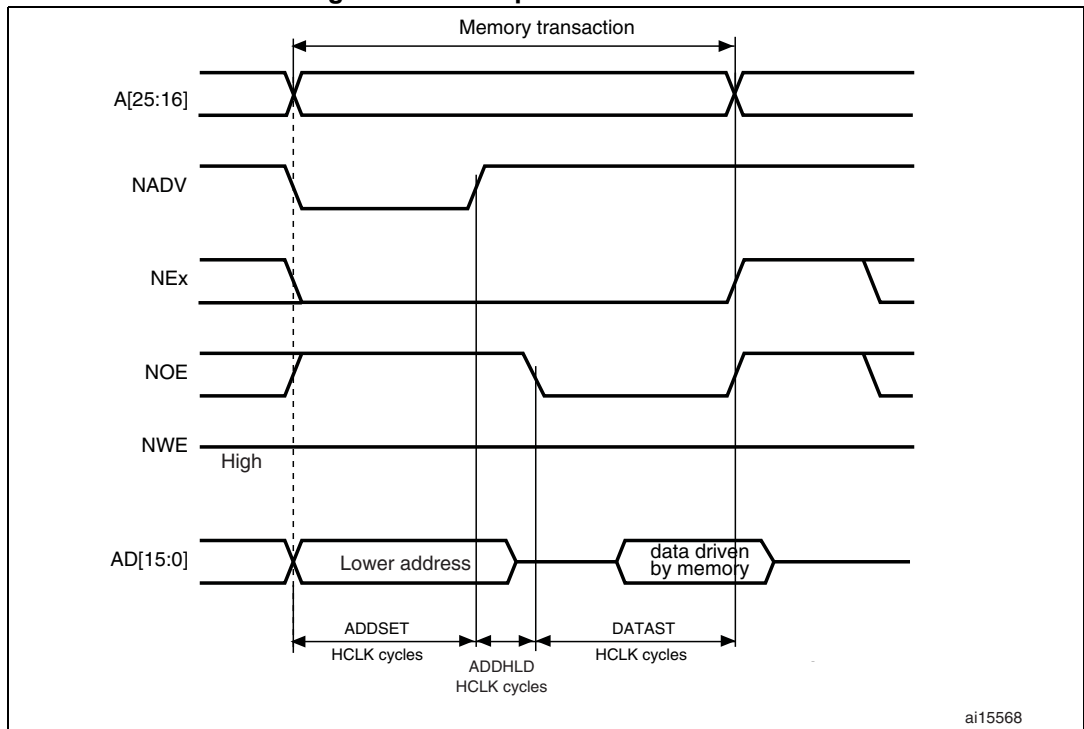 Memory transaction
A[25:16]
NADV
NEx
NOE
NWE
High
AD[15:0]
Lower address
data driven
by memory
ADDSET
HCLK cycles
ADDHLD
HCLK cycles
DATAST
HCLK cycles
ai15568